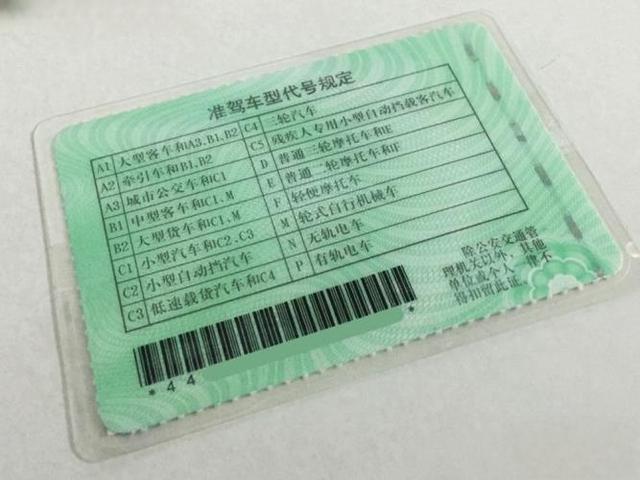 准驾车型代号规定
A1 大型客车和A3.B1.B2
A2 牵引车和B1.B2
A3 城市公交车和C1
B1 中型客车和C1.M
B2 大型货车和C1.M
C1 小型汽车和C2.C3
C2 小型自动挡汽车
C3 低速载货汽车和C4
C4 三轮汽车
C5 残疾人专用小型自动挡载客汽车
D 普通三轮摩托车和E
E 普通二轮摩托车和F
F 轻便摩托车
M 轮式自行机械车
N 无轨电车
P 有轨电车
除公安交通管
理机关以外，其他
单位或个人一律不
得扣留此证。
*44
*